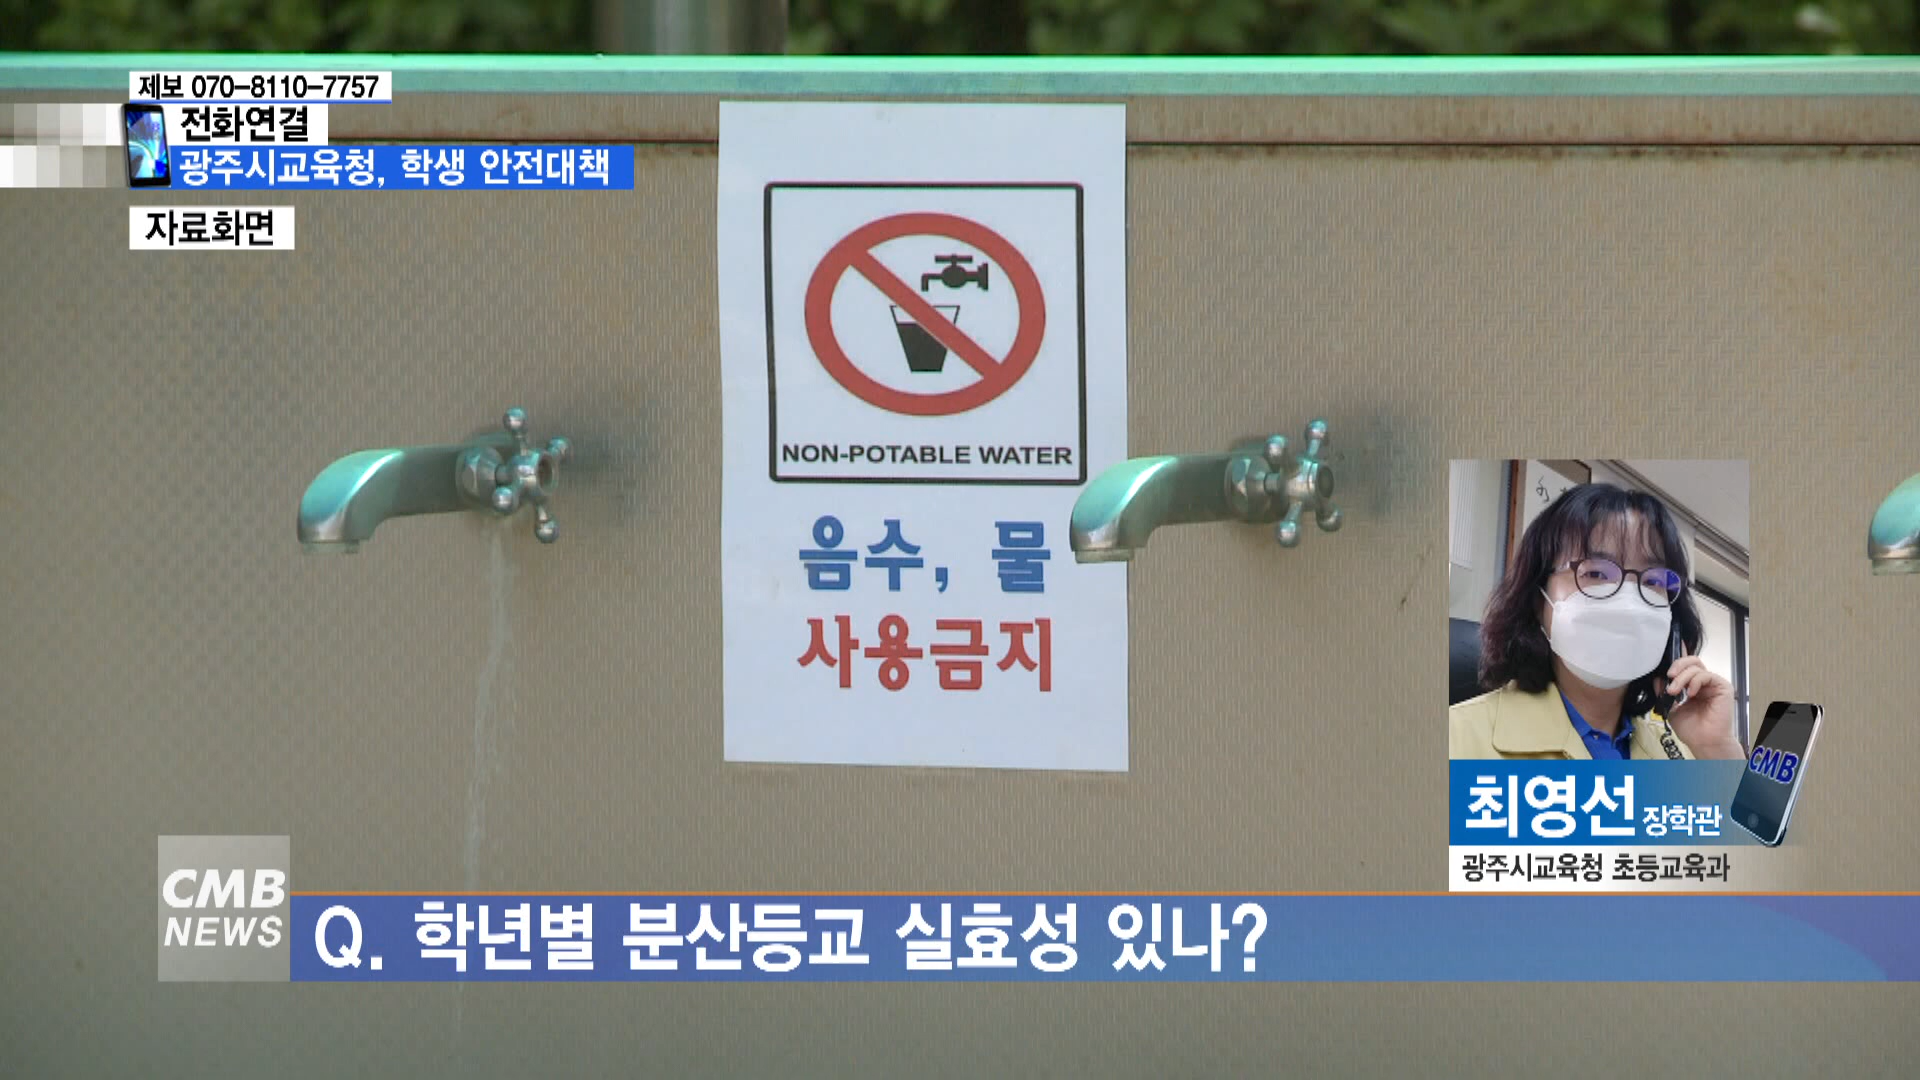 제보 070-8110-7757
전화연결
광주시교육청, 학생 안전대책
자료화면
NON-POTABLE WATER
음수, 물
사용금지
CMB
최영선 장학관
광주시교육청 초등교육과
CMB
NEWS
Q. 학년별 분산등교 실효성 있나?